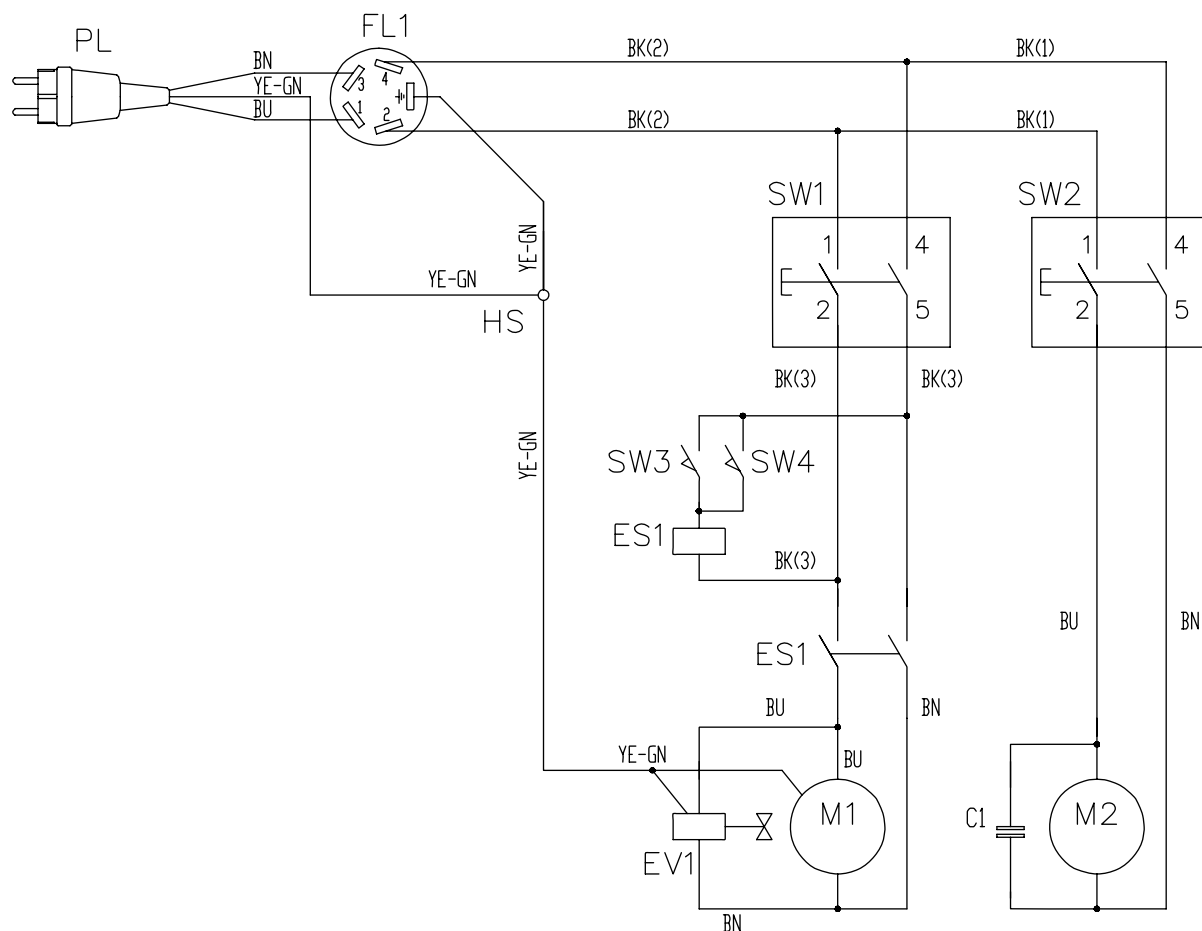 PL
FL1
BN
YE-GN
BU
3
4
1
2
BK(2)
BK(1)
BK(2)
BK(1)
SW1
SW2
1
4
2
5
1
4
2
5
YE-GN
YE-GN
HS
BK(3)
BK(3)
YE-GN
SW3
SW4
ES1
BK(3)
BU
BN
ES1
BU
BN
YE-GN
BU
M1
EV1
C1
M2
BN